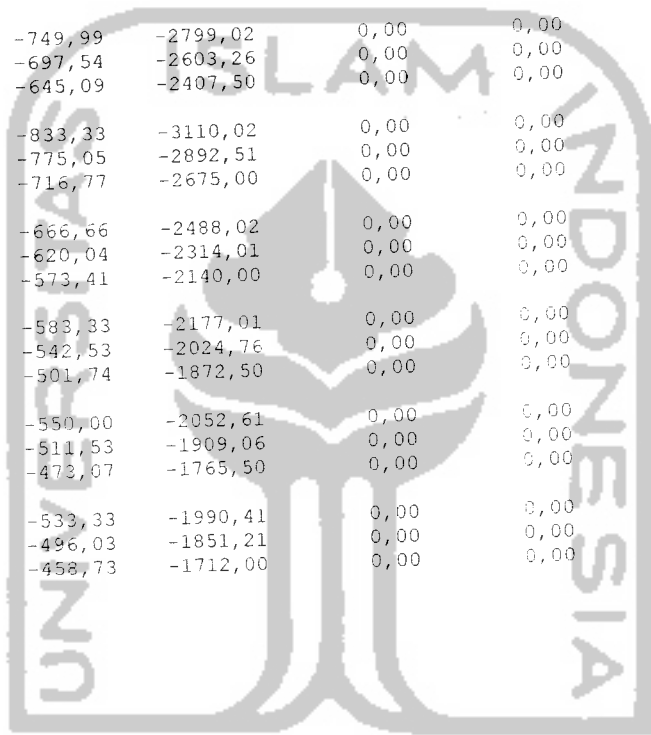 -749,99 -2799,02 0,00 0,00
-697,54 -2603,26 0,00 0,00
-645,09 -2407,50 0,00 0,00
-833,33 -3110,02 0,00 0,00
-775,05 -2892,51 0,00 0,00
-716,77 -2675,00 0,00 0,00
-666,66 -2488,02 0,00 0,00
-620,04 -2314,01 0,00 0,00
-573,41 -2140,00 0,00 0,00
-583,33 -2177,01 0,00 0,00
-542,53 -2024,76 0,00 0,00
-501,74 -1872,50 0,00 0,00
-550,00 -2052,61 0,00 0,00
-511,53 -1909,06 0,00 0,00
-473,07 -1765,50 0,00 0,00
-533,33 -1990,41 0,00 0,00
-496,03 -1851,21 0,00 0,00
-458,73 -1712,00 0,00 0,00
UNIVERSITAS
ISLAM
INDONESIA